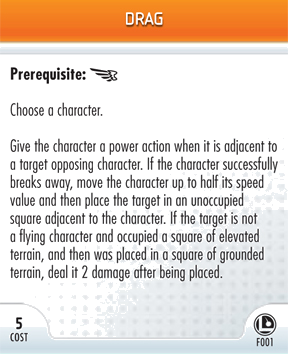 DRAG
Prerequisite:
Choose a character.
Give the character a power action when it is adjacent to
a target opposing character. If the character successfully
breaks away, move the character up to half its speed
value and then place the target in an unoccupied
square adjacent to the character. If the target is not
a flying character and occupied a square of elevated
terrain, and then was placed in a square of grounded
terrain, deal it 2 damage after being placed.
5
COST
F001